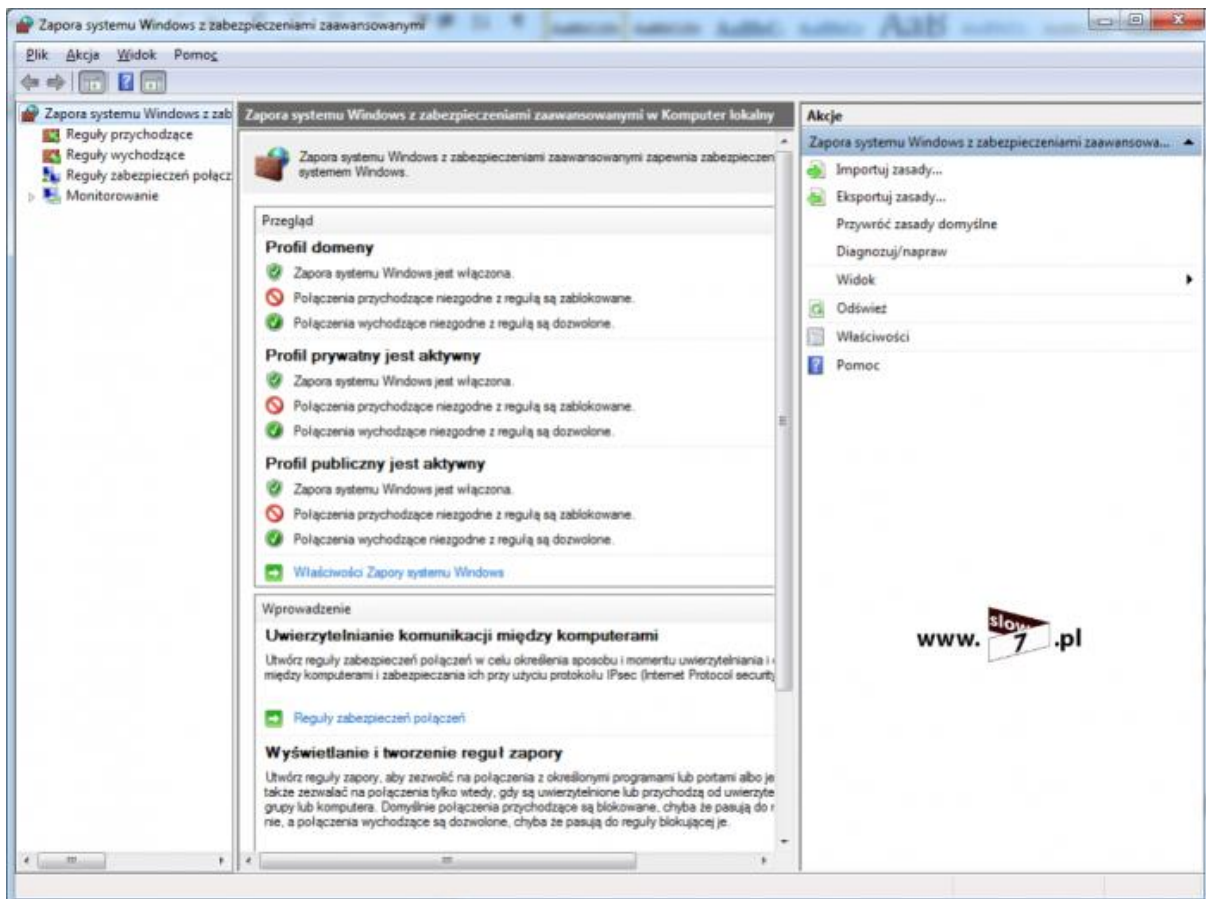 Zapora systemu Windows z zabezpieczeniami zaawansowanymi
Plik Akcja Widok Pomoc
Zapora systemu Windows z zab
Reguły przychodzące
Reguły wychodzące
Reguły zabezpieczeń połącz
Monitorowanie
Zapora systemu Windows z zabezpieczeniami zaawansowanymi w Komputer lokalny
Zapora systemu Windows z zabezpieczeniami zaawansowanymi zapewnia zabezpieczen
systemem Windows.
Przegląd
Profil domeny
Zapora systemu Windows jest włączona.
Połączenia przychodzące niezgodne z regułą są zablokowane.
Połączenia wychodzące niezgodne z regułą są dozwolone.
Profil prywatny jest aktywny
Zapora systemu Windows jest włączona.
Połączenia przychodzące niezgodne z regułą są zablokowane.
Połączenia wychodzące niezgodne z regułą są dozwolone.
Profil publiczny jest aktywny
Zapora systemu Windows jest włączona.
Połączenia przychodzące niezgodne z regułą są zablokowane.
Połączenia wychodzące niezgodne z regułą są dozwolone.
Właściwości Zapory systemu Windows
Wprowadzenie
Uwierzytelnianie komunikacji między komputerami
Utwórz reguły zabezpieczeń połączeń w celu określenia sposobu i momentu uwierzytelniania i
między komputerami i zabezpieczania ich przy użyciu protokołu IPsec (Internet Protocol security
Reguły zabezpieczeń połączeń
Wyświetlanie i tworzenie reguł zapory
Utwórz reguły zapory, aby zezwolić na połączenia z określonymi programami lub portami albo je
także zezwalać na połączenia tylko wtedy, gdy są uwierzytelnione lub przychodzą od uwierzyte
grupy lub komputera. Domyślnie połączenia przychodzące są blokowane, chyba że pasują do r
nie, a połączenia wychodzące są dozwolone, chyba że pasują do reguły blokującej je.
Akcje
Zapora systemu Windows z zabezpieczeniami zaawansowa...
Importuj zasady...
Eksportuj zasady...
Przywróć zasady domyślne
Diagnozuj/napraw
Widok
Odśwież
Właściwości
Pomoc
www.slow7.pl